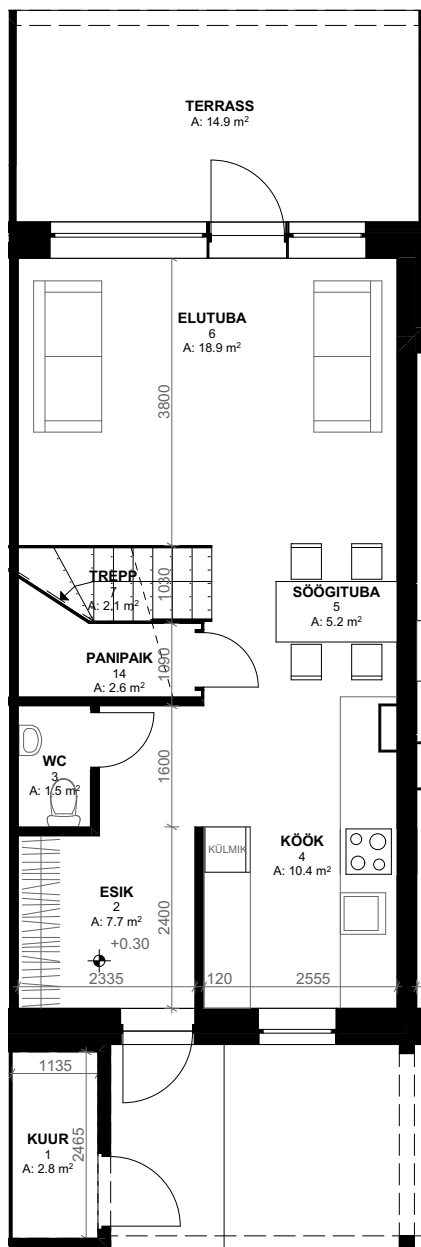 TERRASS
A: 14.9 m²
ELUTUBA
6
A: 18.9 m²
3800
TREPP
7
A: 2.1 m²
1030
SÖÖGITUBA
5
A: 5.2 m²
PANIPAIK
14
A: 2.6 m²
1090
WC
3
A: 1.5 m²
1600
KÜLMIK
KÖÖK
4
A: 10.4 m²
ESIK
2
A: 7.7 m²
+0.30
2400
2335
120
2555
1135
KUUR
1
A: 2.8 m²
2465